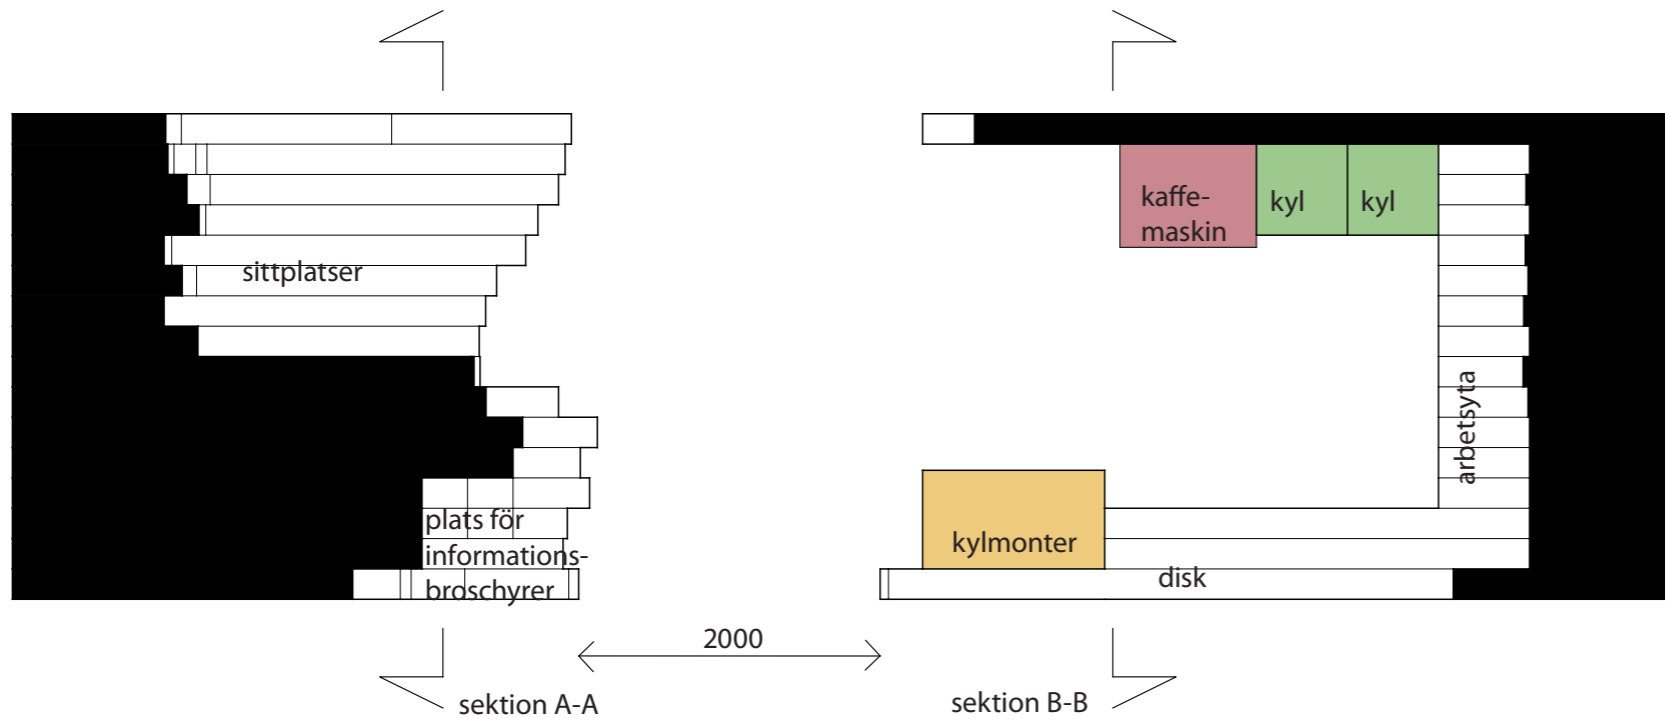 sittplatser
plats för
informations-
broschyrer
kaffe-
maskin
kyl
kyl
arbetsyta
kylmonter
disk
2000
sektion A-A
sektion B-B